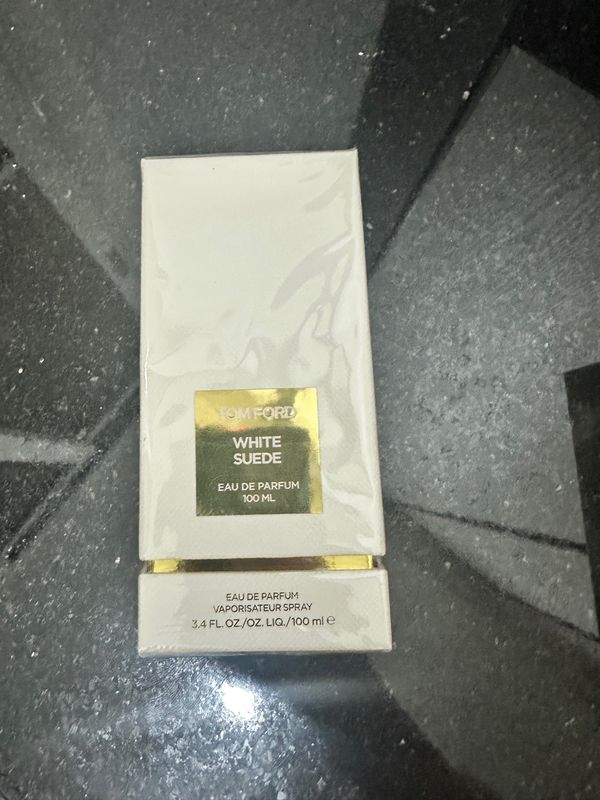 TOM FORD
WHITE
SUEDE
EAU DE PARFUM
100 ML
EAU DE PARFUM
VAPORISATEUR SPRAY
3.4 FL. OZ./OZ. LIQ./100 ml ℮